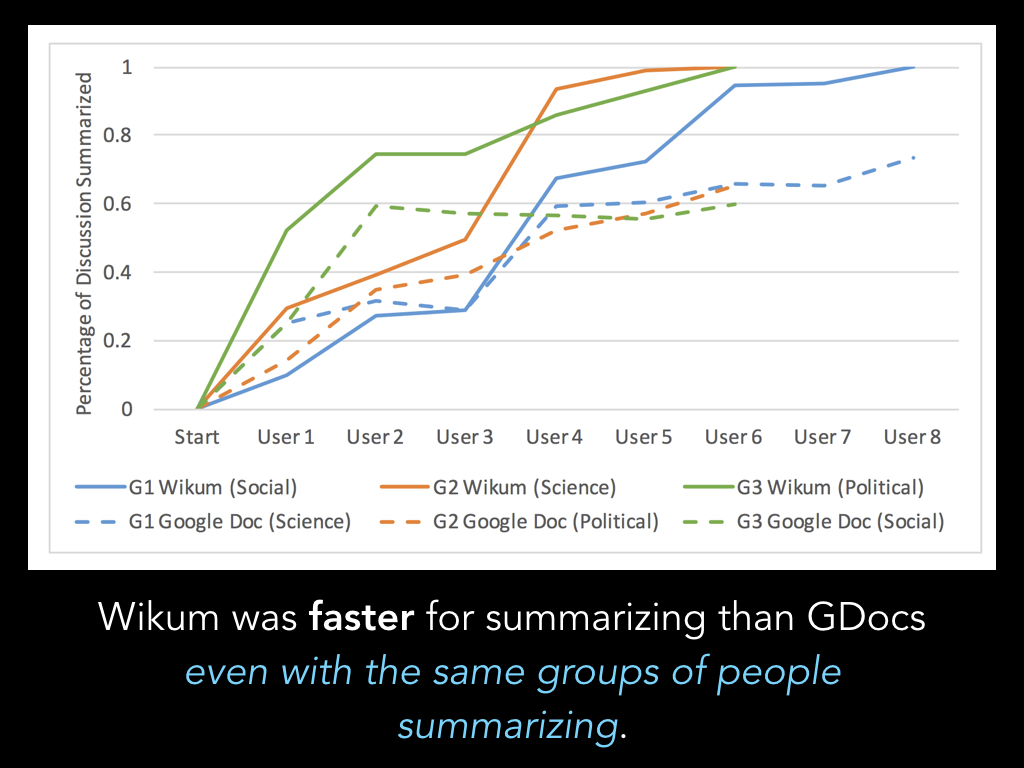 Percentage of Discussion Summarized
1
0.8
0.6
0.4
0.2
0
Start User 1 User 2 User 3 User 4 User 5 User 6 User 7 User 8
G1 Wikum (Social) G2 Wikum (Science) G3 Wikum (Political)
G1 Google Doc (Science) G2 Google Doc (Political) G3 Google Doc (Social)
Wikum was faster for summarizing than GDocs
even with the same groups of people
summarizing.